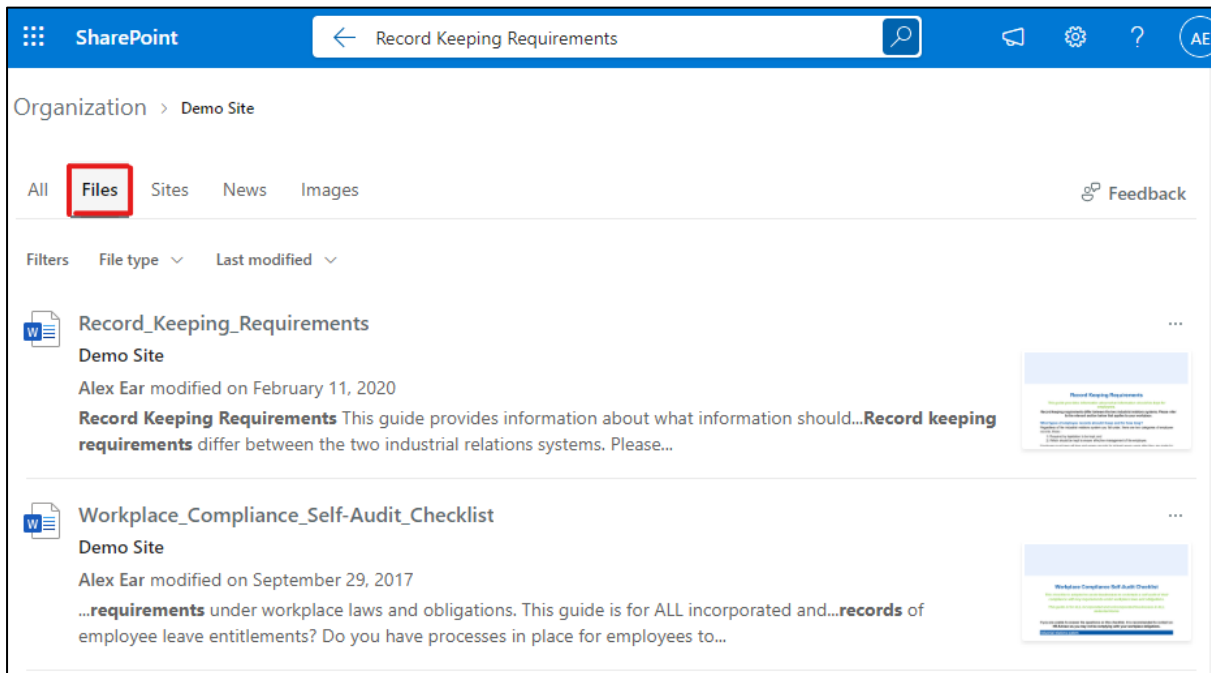 SharePoint
Record Keeping Requirements
AE
Organization > Demo Site
All Files Sites News Images
Feedback
Filters File type Last modified
Record_Keeping_Requirements
...
Demo Site
Alex Ear modified on February 11, 2020
Record Keeping Requirements This guide provides information about what information should...Record keeping
requirements differ between the two industrial relations systems. Please...
Record Keeping Requirements
Workplace_Compliance_Self-Audit_Checklist
...
Demo Site
Alex Ear modified on September 29, 2017
...requirements under workplace laws and obligations. This guide is for ALL incorporated and...records of
employee leave entitlements? Do you have processes in place for employees to...
Workplace Compliance Self Audit Checklist